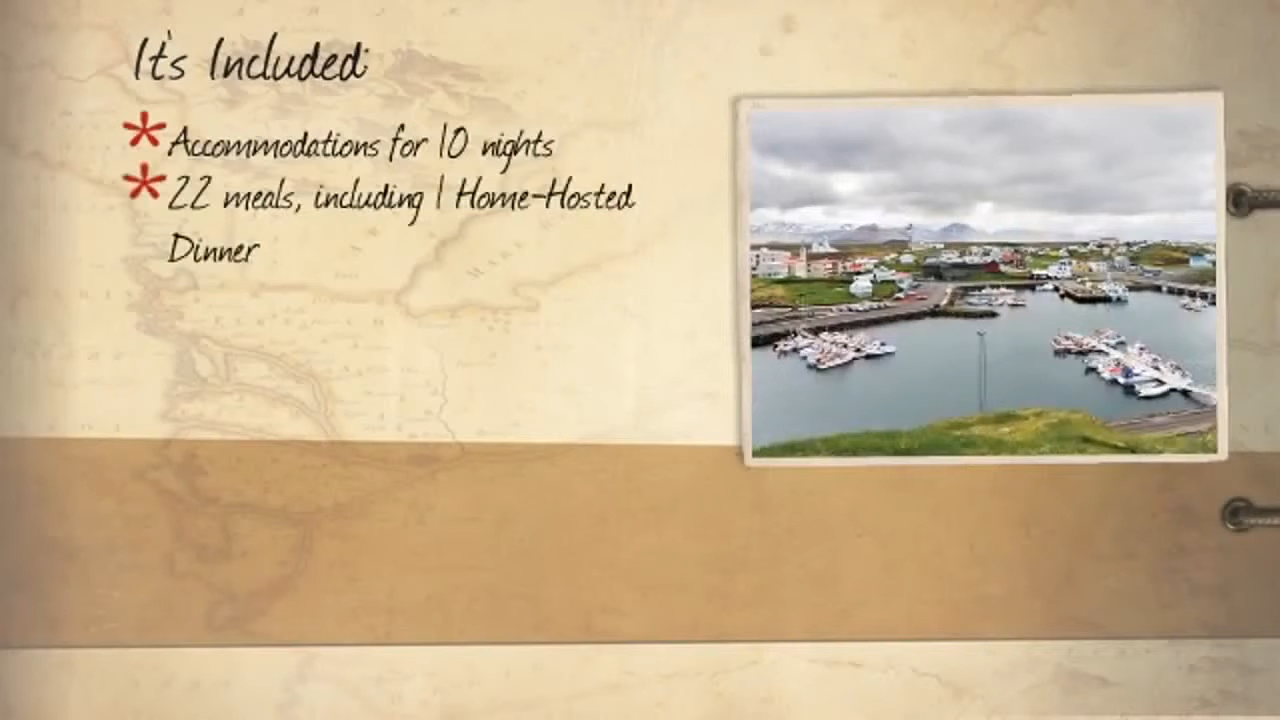 It's Included:
* Accommodations for 10 nights
* 22 meals, including 1 Home-Hosted
Dinner